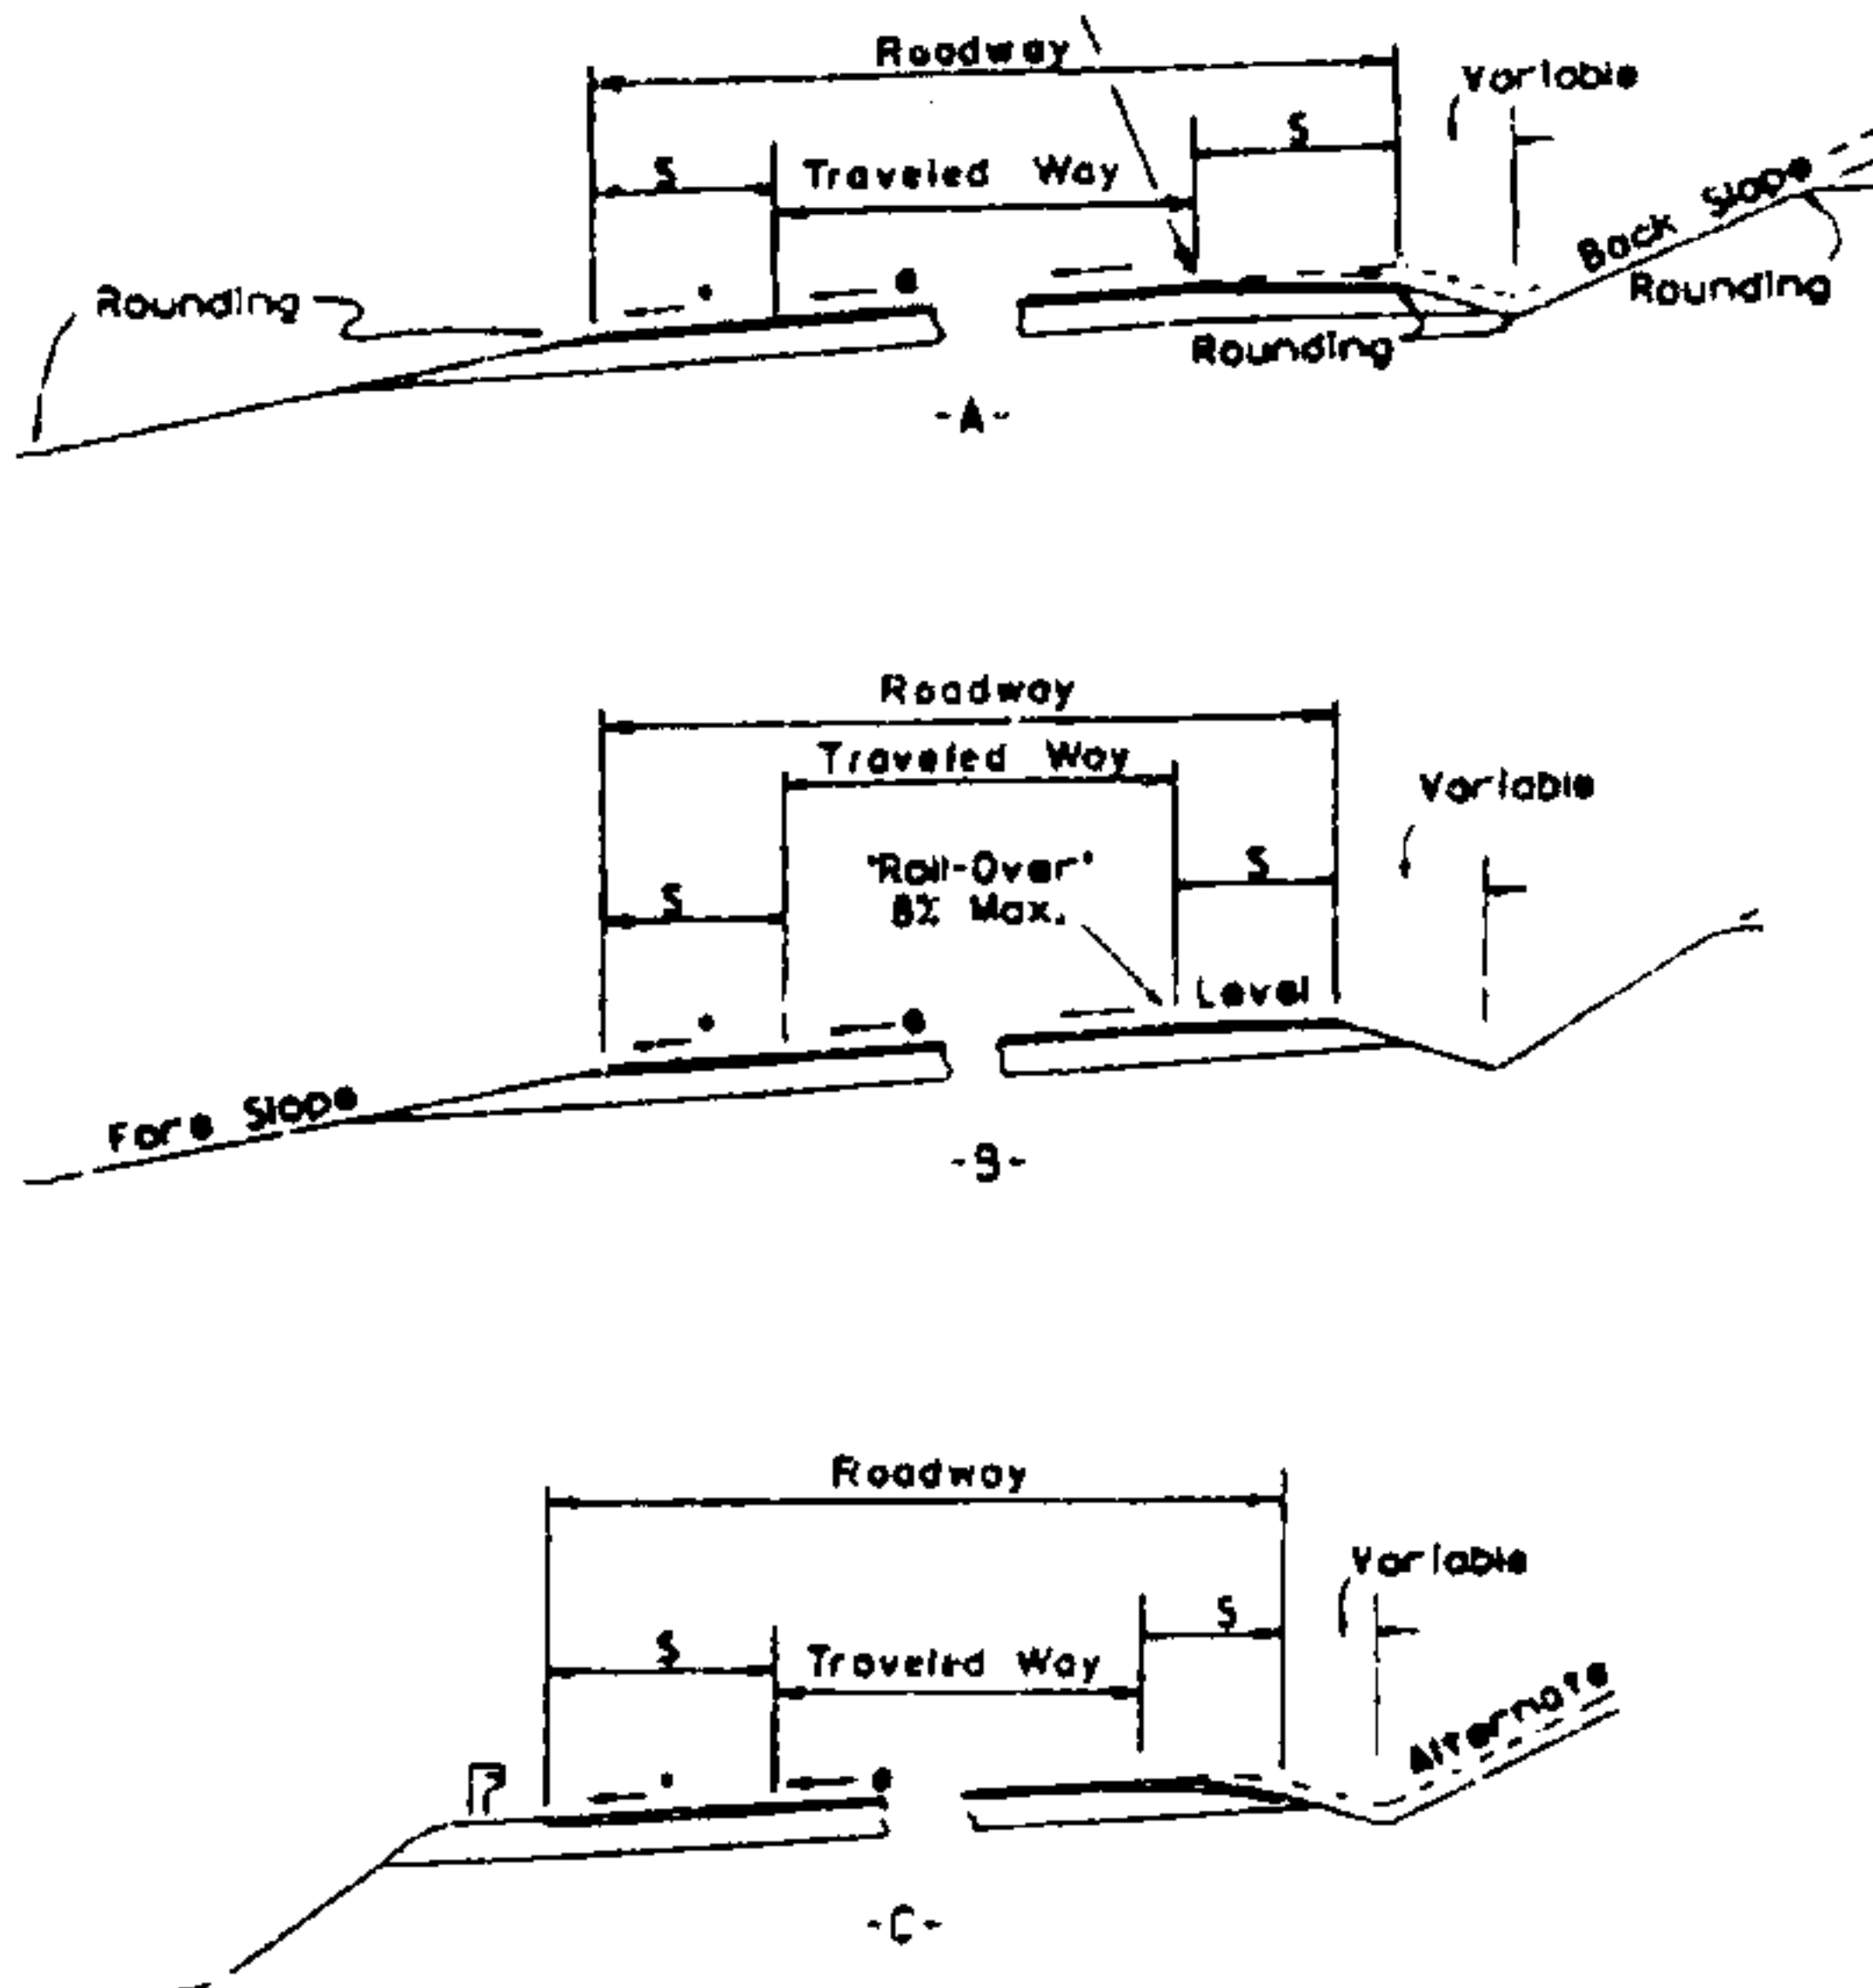 Roadway
Variable
S
S
Traveled Way
Back Slope
Rounding
Rounding
Rounding
-A-
Roadway
Traveled Way
Variable
"Roll-Over"
8% Max.
S
S
Level
e
e
Fore Slope
-B-
Roadway
Variable
S
S
Traveled Way
Alternate
-C-